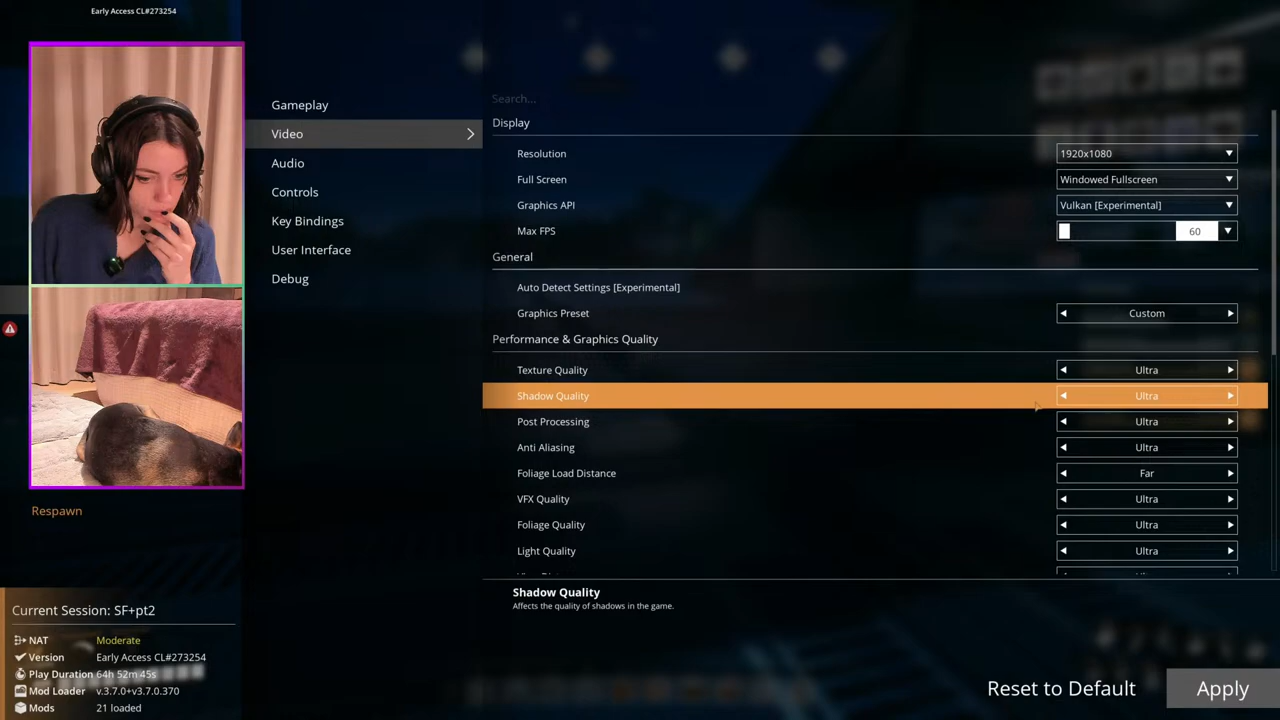 Early Access CL#273254
Gameplay
Video
Audio
Controls
Key Bindings
User Interface
Debug
Respawn
Current Session: SF+pt2
NAT Moderate
Version Early Access CL#273254
Play Duration 64h 52m 45s
Mod Loader v.3.7.0+v3.7.0.370
Mods 21 loaded
Search...
Display
Resolution 1920x1080
Full Screen Windowed Fullscreen
Graphics API Vulkan [Experimental]
Max FPS 60
General
Auto Detect Settings [Experimental]
Graphics Preset Custom
Performance & Graphics Quality
Texture Quality Ultra
Shadow Quality Ultra
Post Processing Ultra
Anti Aliasing Ultra
Foliage Load Distance Far
VFX Quality Ultra
Foliage Quality Ultra
Light Quality Ultra
Shadow Quality
Affects the quality of shadows in the game.
Reset to Default
Apply